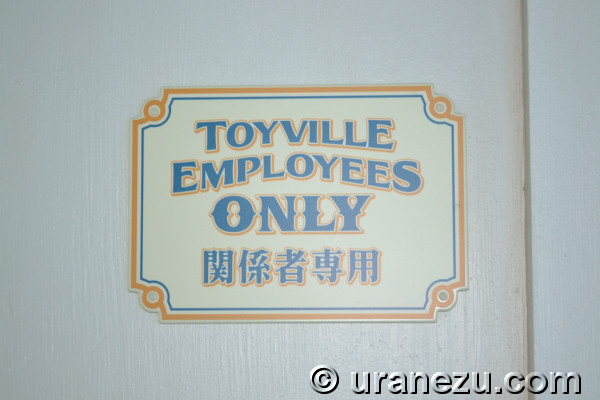 TOYVILLE
EMPLOYEES
ONLY
関係者専用
© uranezu.com